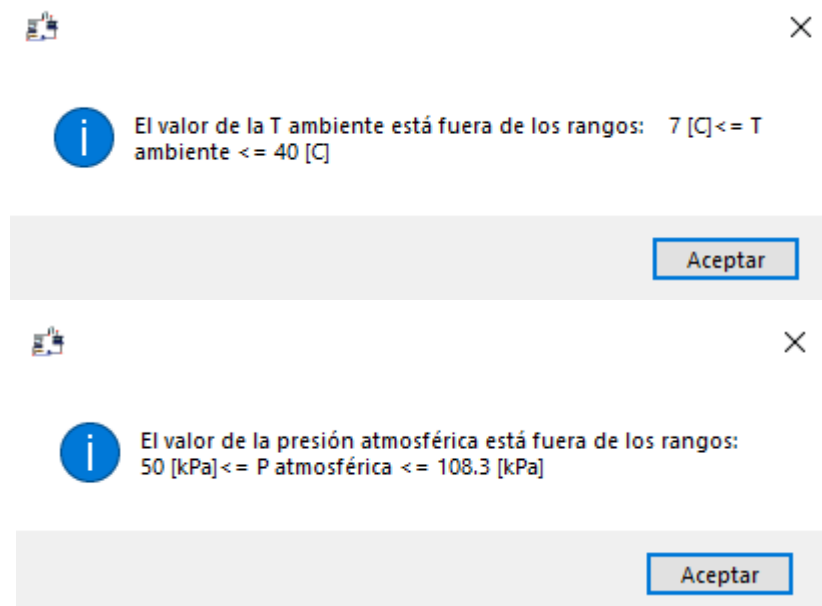 El valor de la T ambiente está fuera de los rangos:   7 [C]<= T
ambiente <= 40 [C]
Aceptar
El valor de la presión atmosférica está fuera de los rangos:
50 [kPa]<= P atmosférica <= 108.3 [kPa]
Aceptar